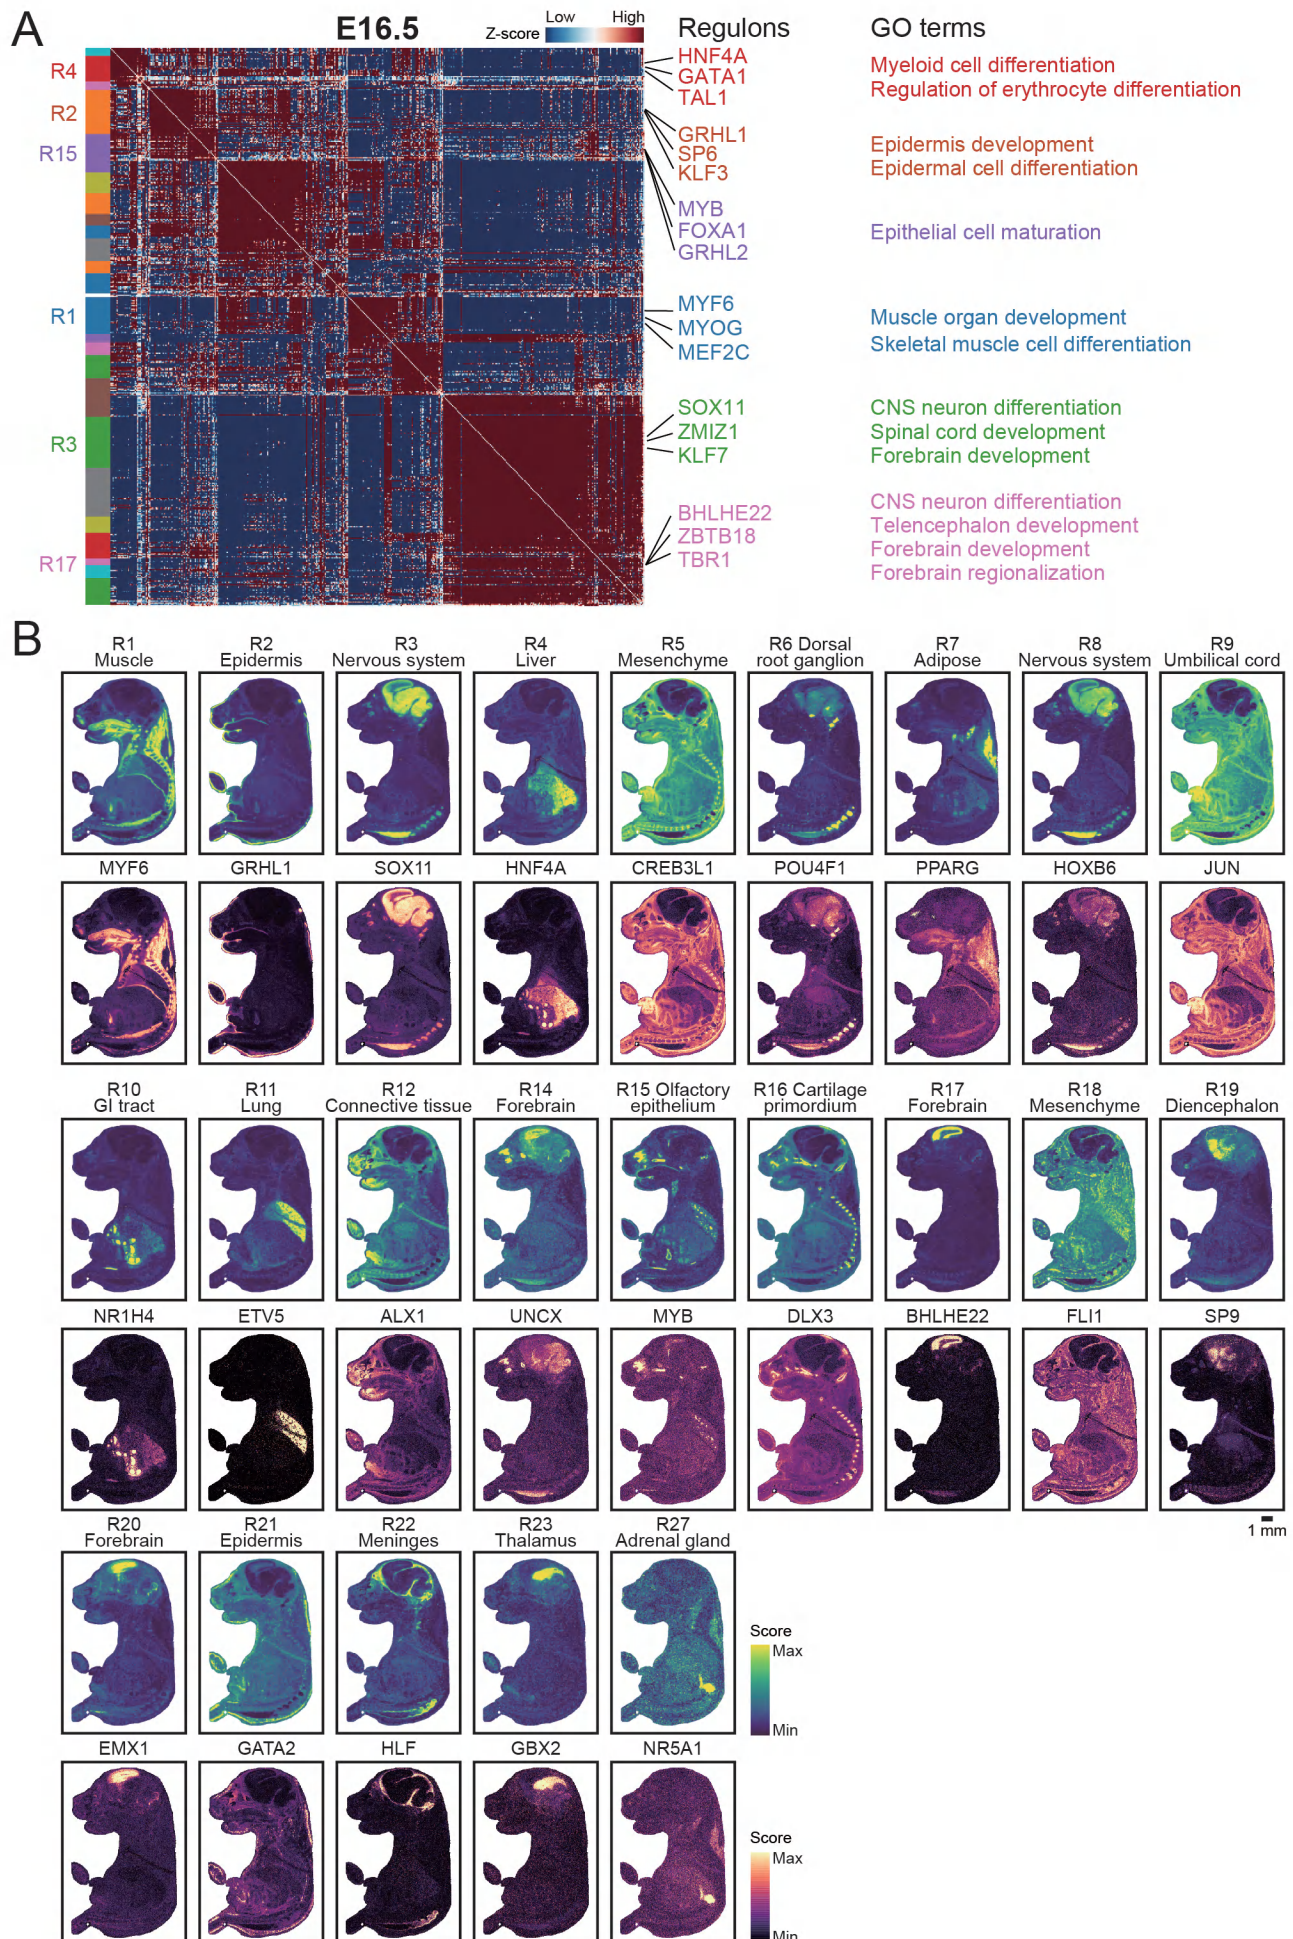 A
E16.5
Low High
Z-score
Regulons
GO terms
R4
HNF4A
GATA1
TAL1
Myeloid cell differentiation
Regulation of erythrocyte differentiation
R2
GRHL1
SP6
KLF3
Epidermis development
Epidermal cell differentiation
R15
MYB
FOXA1
GRHL2
Epithelial cell maturation
R1
MYF6
MYOG
MEF2C
Muscle organ development
Skeletal muscle cell differentiation
R3
SOX11
ZMIZ1
KLF7
CNS neuron differentiation
Spinal cord development
Forebrain development
R17
BHLHE22
ZBTB18
TBR1
CNS neuron differentiation
Telencephalon development
Forebrain development
Forebrain regionalization
B
R1 R2 R3 R4 R5 R6 Dorsal R7 R8 R9
Muscle Epidermis Nervous system Liver Mesenchyme root ganglion Adipose Nervous system Umbilical cord
MYF6 GRHL1 SOX11 HNF4A CREB3L1 POU4F1 PPARG HOXB6 JUN
R10 R11 R12 R14 R15 Olfactory R16 Cartilage R17 R18 R19
GI tract Lung Connective tissue Forebrain epithelium primordium Forebrain Mesenchyme Diencephalon
NR1H4 ETV5 ALX1 UNCX MYB DLX3 BHLHE22 FLI1 SP9
1 mm
R20 R21 R22 R23 R27
Forebrain Epidermis Meninges Thalamus Adrenal gland
Score
Max
Min
EMX1 GATA2 HLF GBX2 NR5A1
Score
Max
Min